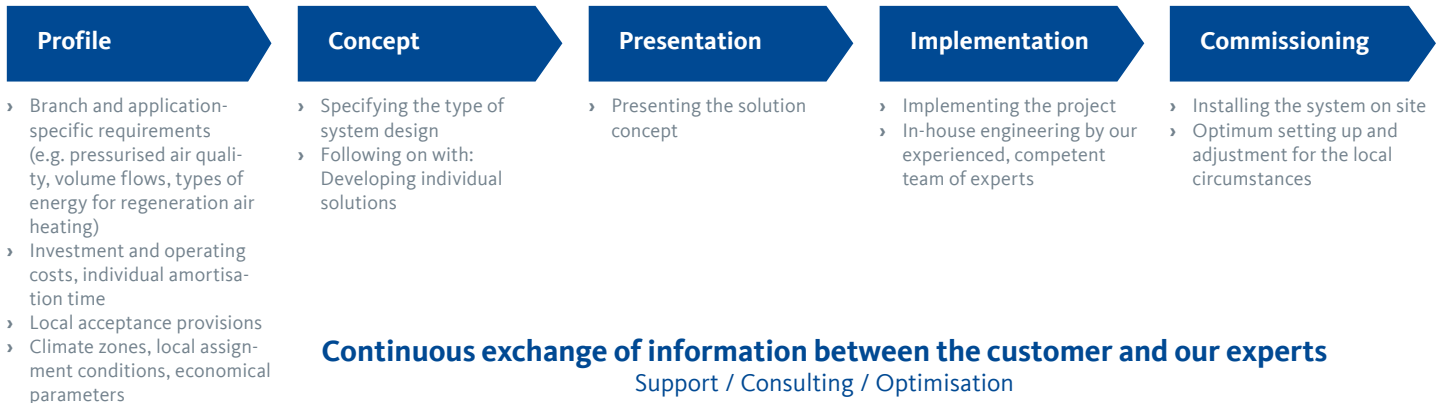 Profile
› Branch and application-
specific requirements
(e.g. pressurised air quali-
ty, volume flows, types of
energy for regeneration air
heating)
› Investment and operating
costs, individual amortisa-
tion time
› Local acceptance provisions
› Climate zones, local assign-
ment conditions, economical
parameters
Concept
› Specifying the type of
system design
› Following on with:
Developing individual
solutions
Presentation
› Presenting the solution
concept
Implementation
› Implementing the project
› In-house engineering by our
experienced, competent
team of experts
Commissioning
› Installing the system on site
› Optimum setting up and
adjustment for the local
circumstances
Continuous exchange of information between the customer and our experts
Support / Consulting / Optimisation